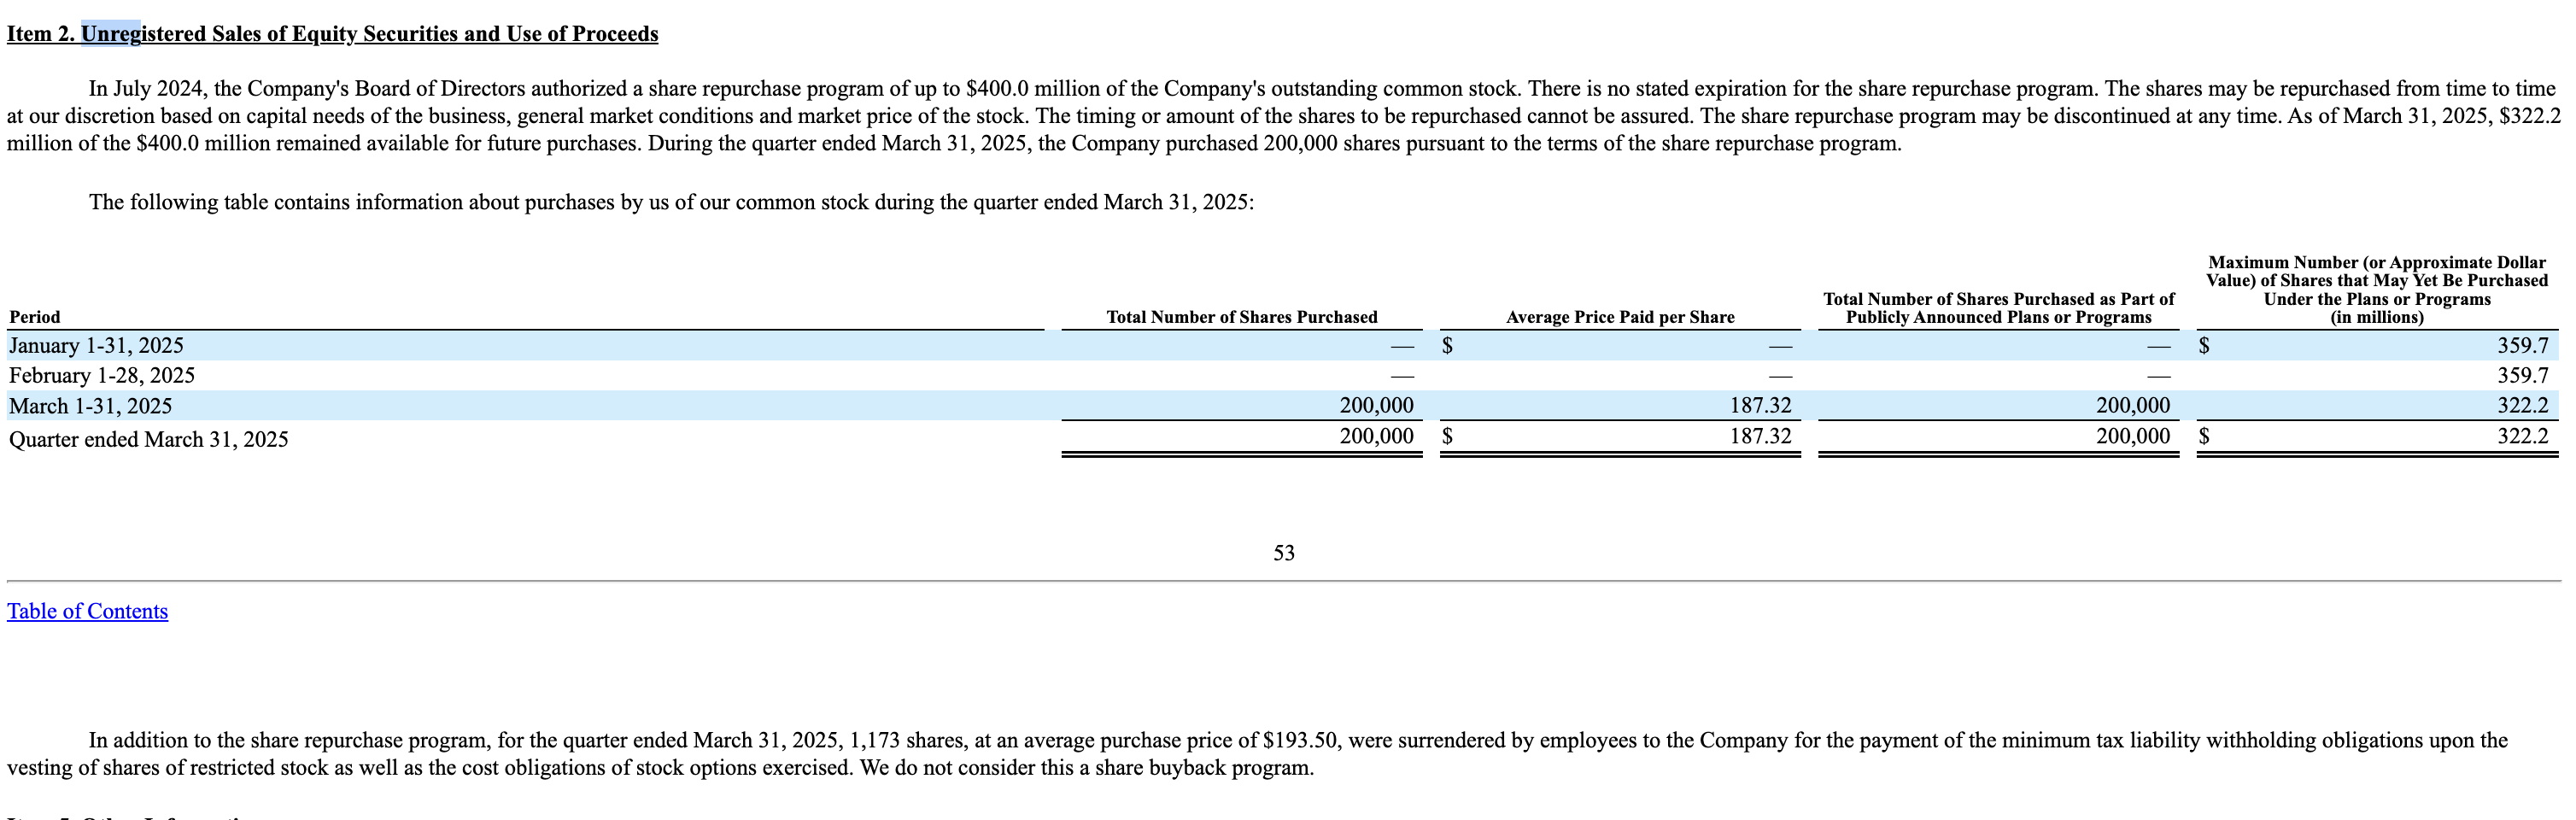 Item 2. Unregistered Sales of Equity Securities and Use of Proceeds
In July 2024, the Company's Board of Directors authorized a share repurchase program of up to $400.0 million of the Company's outstanding common stock. There is no stated expiration for the share repurchase program. The shares may be repurchased from time to time
at our discretion based on capital needs of the business, general market conditions and market price of the stock. The timing or amount of the shares to be repurchased cannot be assured. The share repurchase program may be discontinued at any time. As of March 31, 2025, $322.2
million of the $400.0 million remained available for future purchases. During the quarter ended March 31, 2025, the Company purchased 200,000 shares pursuant to the terms of the share repurchase program.
The following table contains information about purchases by us of our common stock during the quarter ended March 31, 2025:
Maximum Number (or Approximate Dollar
Value) of Shares that May Yet Be Purchased
Total Number of Shares Purchased as Part of Under the Plans or Programs
Period Total Number of Shares Purchased Average Price Paid per Share Publicly Announced Plans or Programs (in millions)
January 1-31, 2025 — $ — — $ 359.7
February 1-28, 2025 — — — 359.7
March 1-31, 2025 200,000 187.32 200,000 322.2
Quarter ended March 31, 2025 200,000 $ 187.32 200,000 $ 322.2
53
Table of Contents
In addition to the share repurchase program, for the quarter ended March 31, 2025, 1,173 shares, at an average purchase price of $193.50, were surrendered by employees to the Company for the payment of the minimum tax liability withholding obligations upon the
vesting of shares of restricted stock as well as the cost obligations of stock options exercised. We do not consider this a share buyback program.